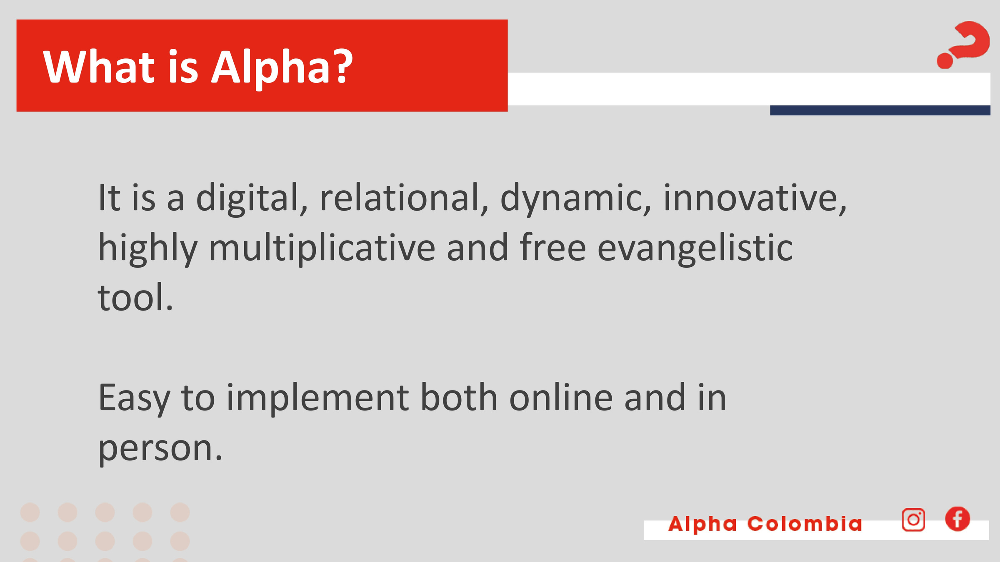 What is Alpha?
It is a digital, relational, dynamic, innovative,
highly multiplicative and free evangelistic
tool.
Easy to implement both online and in
person.
Alpha Colombia